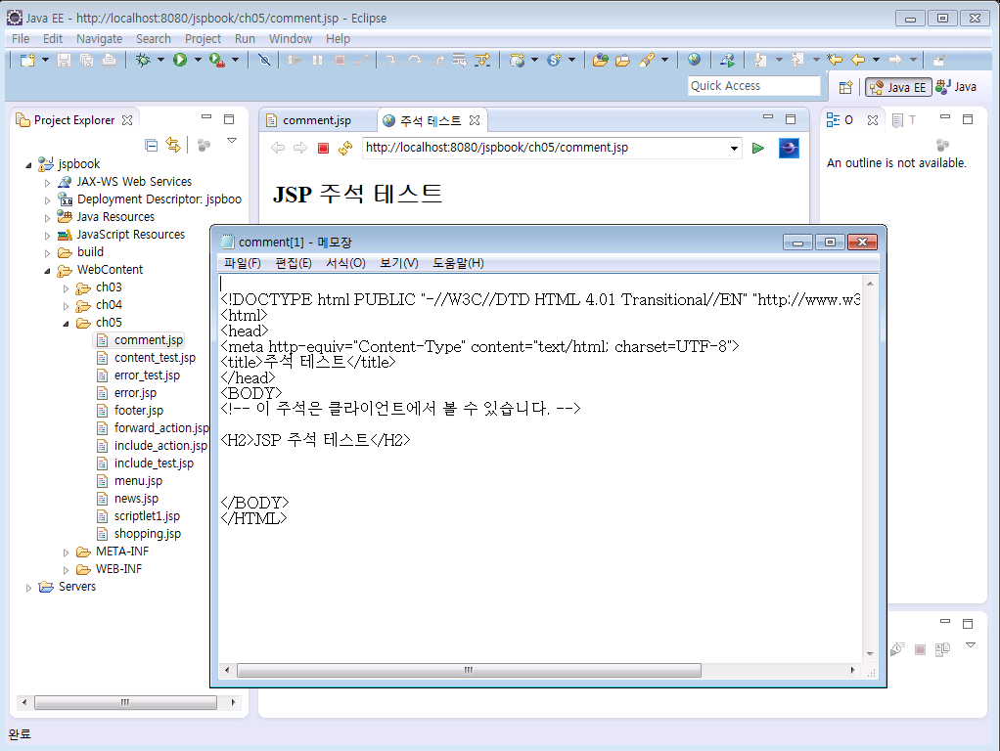 Java EE - http://localhost:8080/jspbook/ch05/comment.jsp - Eclipse
File Edit Navigate Search Project Run Window Help
Quick Access
Java EE
Java
Project Explorer
comment.jsp
주석 테스트
O
T
http://localhost:8080/jspbook/ch05/comment.jsp
An outline is not available.
JSP 주석 테스트
jspbook
JAX-WS Web Services
3.0
Deployment Descriptor: jspboo
Java Resources
JavaScript Resources
build
WebContent
ch03
ch04
ch05
comment.jsp
content_test.jsp
error_test.jsp
error.jsp
footer.jsp
forward_action.jsp
include_action.jsp
include_test.jsp
menu.jsp
news.jsp
scriptlet1.jsp
shopping.jsp
META-INF
WEB-INF
Servers
comment[1] - 메모장
파일(F) 편집(E) 서식(O) 보기(V) 도움말(H)
<!DOCTYPE html PUBLIC "-//W3C//DTD HTML 4.01 Transitional//EN" "http://www.w3
<html>
<head>
<meta http-equiv="Content-Type" content="text/html; charset=UTF-8">
<title>주석 테스트</title>
</head>
<BODY>
<!-- 이 주석은 클라이언트에서 볼 수 있습니다. -->
<H2>JSP 주석 테스트</H2>
</BODY>
</HTML>
완료